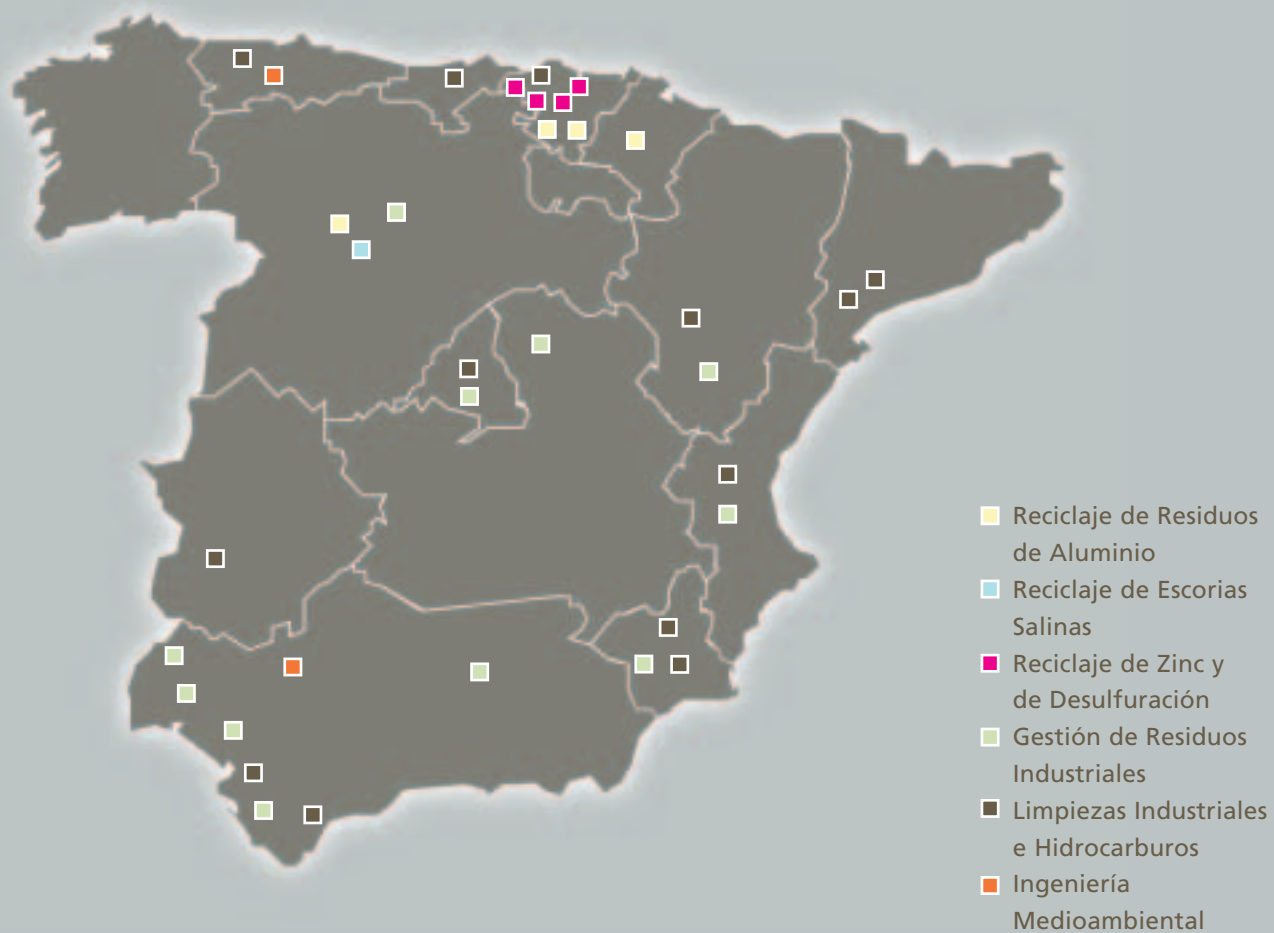 Reciclaje de Residuos
de Aluminio
Reciclaje de Escorias
Salinas
Reciclaje de Zinc y
de Desulfuración
Gestión de Residuos
Industriales
Limpiezas Industriales
e Hidrocarburos
Ingeniería
Medioambiental